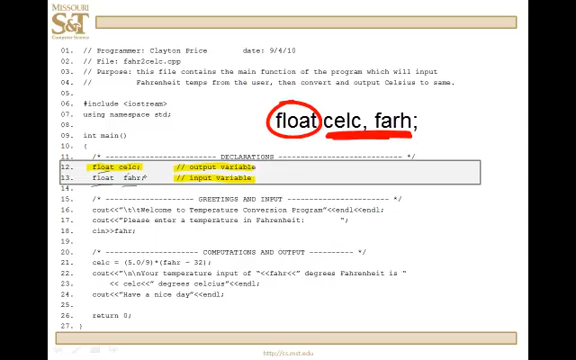 MISSOURI
S&T
Computer Science
01. // Programmer: Clayton Price date: 9/4/10
02. // File: fahr2celc.cpp
03. // Purpose: this file contains the main function of the program which will input
04. // Fahrenheit temps from the user, then convert and output Celsius to same.
05.
06. #include <iostream>
07. using namespace std;
08.
float celc, farh;
09. int main()
10. {
11. /* -------------------- DECLARATIONS ---------------------- */
12. float celc; // output variable
13. float fahr; // input variable
14.
15. /* -------------------- GREETINGS AND INPUT ---------- */
16. cout<<"\t\tWelcome to Temperature Conversion Program"<<endl<<endl;
17. cout<<"Please enter a temperature in Fahrenheit: ";
18. cin>>fahr;
19.
20. /* -------------------- COMPUTATIONS AND OUTPUT ---------- */
21. celc = (5.0/9)*(fahr - 32);
22. cout<<"\n\nYour temperature input of "<<fahr<<" degrees Fahrenheit is "
23. << celc<<" degrees celcius"<<endl;
24. cout<<"Have a nice day"<<endl;
25.
26. return 0;
27. }
http://cs.mst.edu